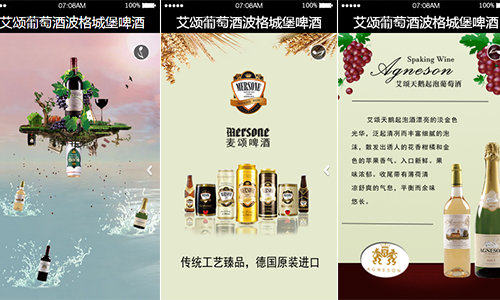 07:08AM
100%
艾颂葡萄酒波格城堡啤酒
07:08AM
100%
艾颂葡萄酒波格城堡啤酒
MERSONE
Mersone
麦颂啤酒
传统工艺臻品，德国原装进口
07:08AM
100%
艾颂葡萄酒波格城堡啤酒
Spaking Wine
Agneson
艾颂天鹅起泡葡萄酒
艾颂天鹅起泡酒漂亮的淡金色
光华，泛起清冽而丰富细腻的泡
沫，散发出诱人的花香柑橘和金
色的苹果香气。入口新鲜，果
味浓郁。收尾带有薄荷清
凉舒爽的气息，平衡而余味
悠长。
AGNESON
AGNESON